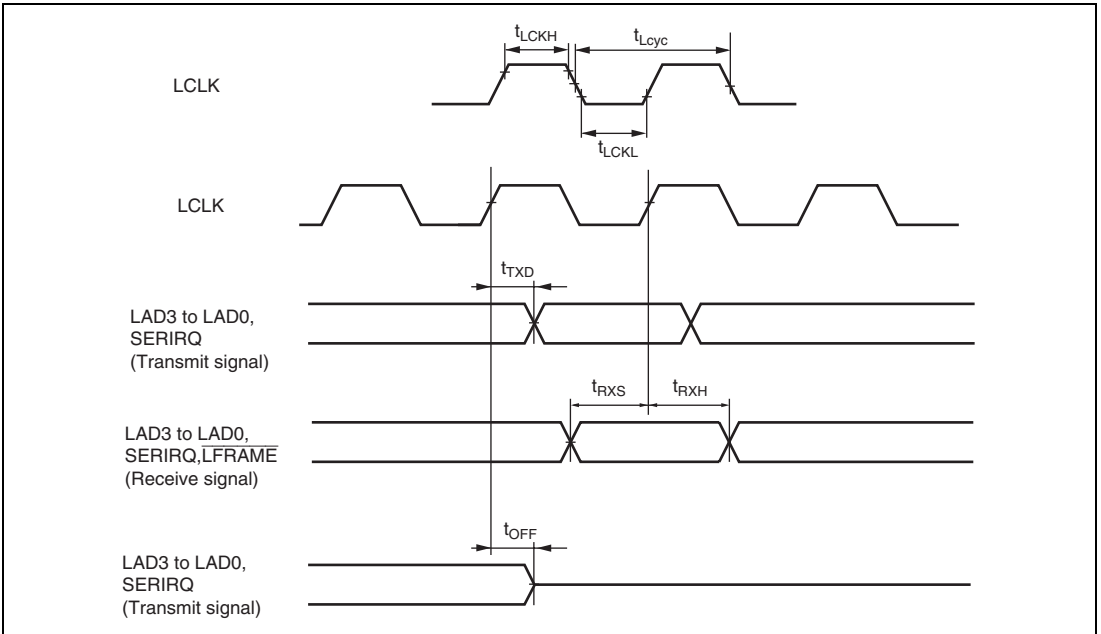 tLCKH
tLcyc
LCLK
tLCKL
LCLK
tTXD
LAD3 to LAD0,
SERIRQ
(Transmit signal)
tRXS
tRXH
LAD3 to LAD0,
SERIRQ,LFRAME
(Receive signal)
tOFF
LAD3 to LAD0,
SERIRQ
(Transmit signal)